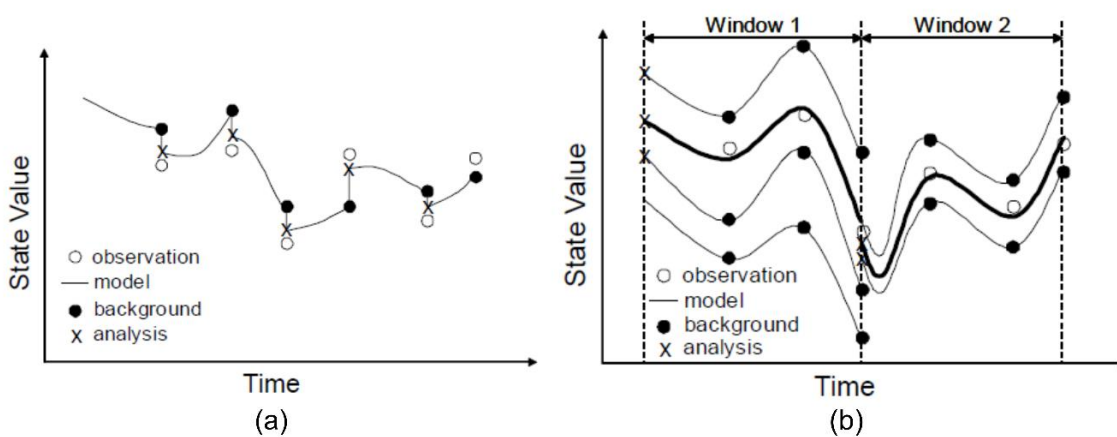 State Value
observation
model
background
x analysis
Time
(a)
Window 1
Window 2
State Value
observation
model
background
x analysis
Time
(b)